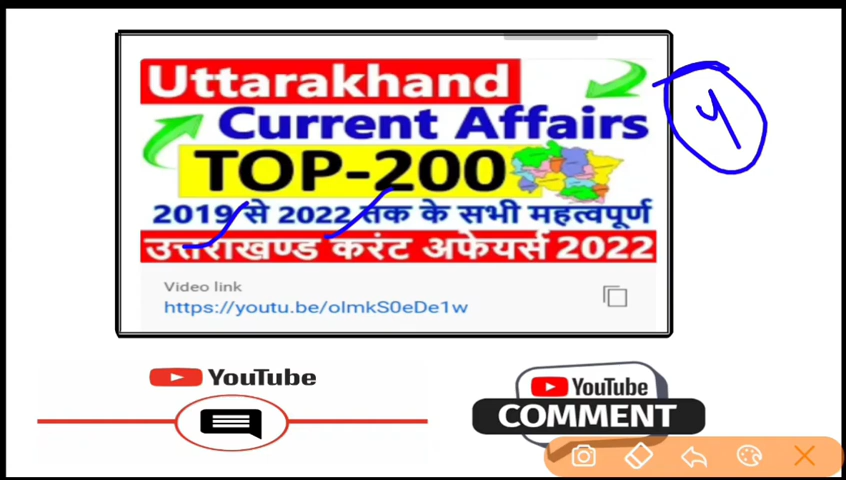 Uttarakhand
Current Affairs
TOP-200
2019 से 2022 तक के सभी महत्वपूर्ण
उत्तराखण्ड करंट अफेयर्स 2022
Video link
https://youtu.be/olmkS0eDe1w
YouTube
YouTube
COMMENT